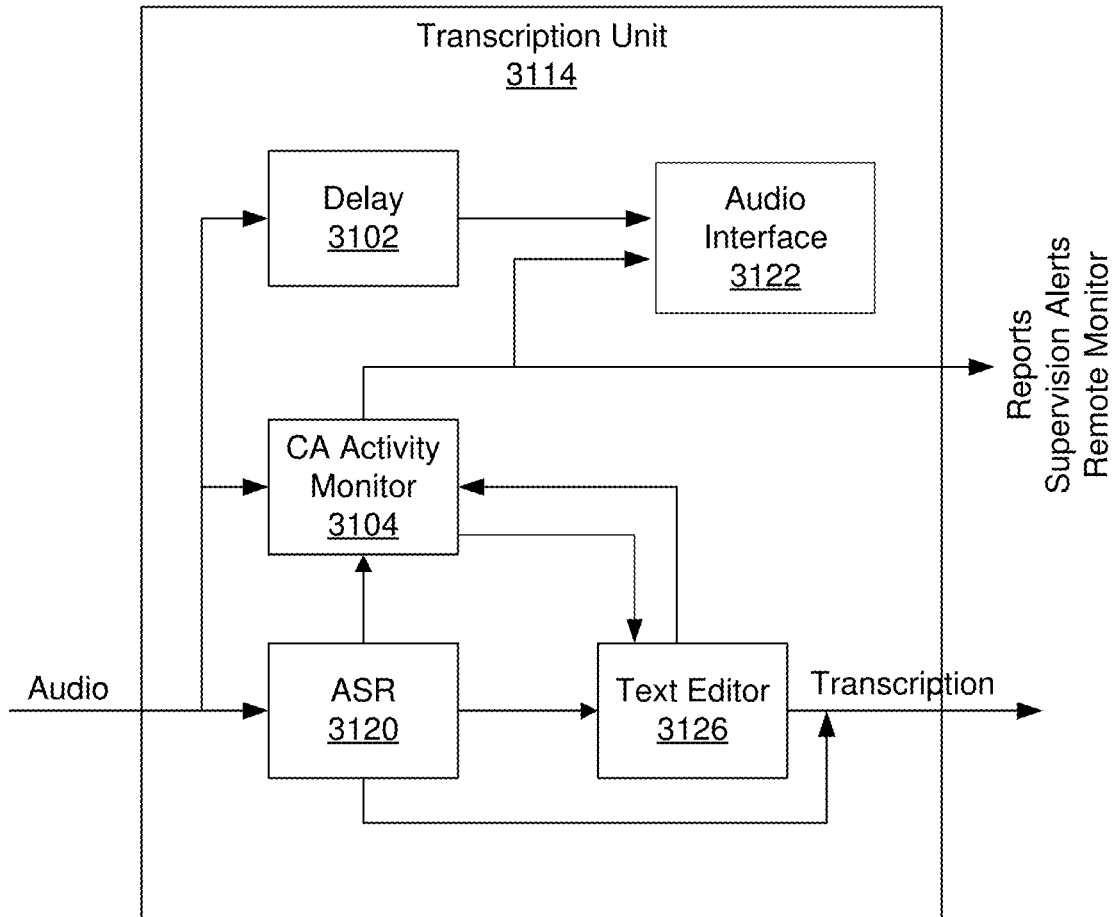 Transcription Unit
3114
Delay
3102
Audio
Interface
3122
Reports
Supervision Alerts
Remote Monitor
CA Activity
Monitor
3104
Audio
ASR
3120
Text Editor
3126
Transcription